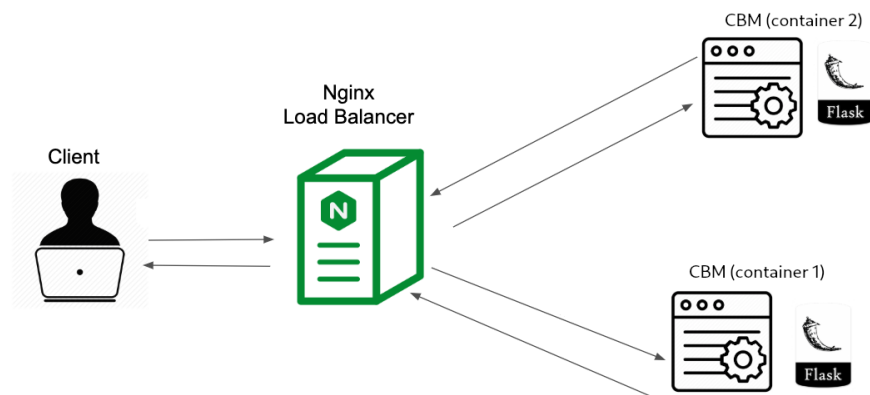 CBM (container 2)
Flask
Nginx
Load Balancer
N
Client
CBM (container 1)
Flask